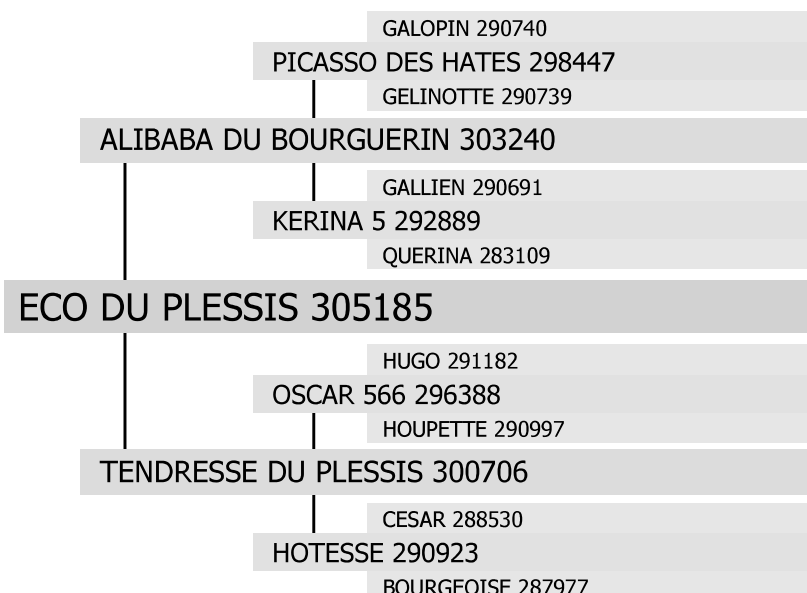 GALOPIN 290740
PICASSO DES HATES 298447
GELINOTTE 290739
ALIBABA DU BOURGUERIN 303240
GALLIEN 290691
KERINA 5 292889
QUERINA 283109
ECO DU PLESSIS 305185
HUGO 291182
OSCAR 566 296388
HOUPETTE 290997
TENDRESSE DU PLESSIS 300706
CESAR 288530
HOTESSE 290923
BOURGEOISE 287977